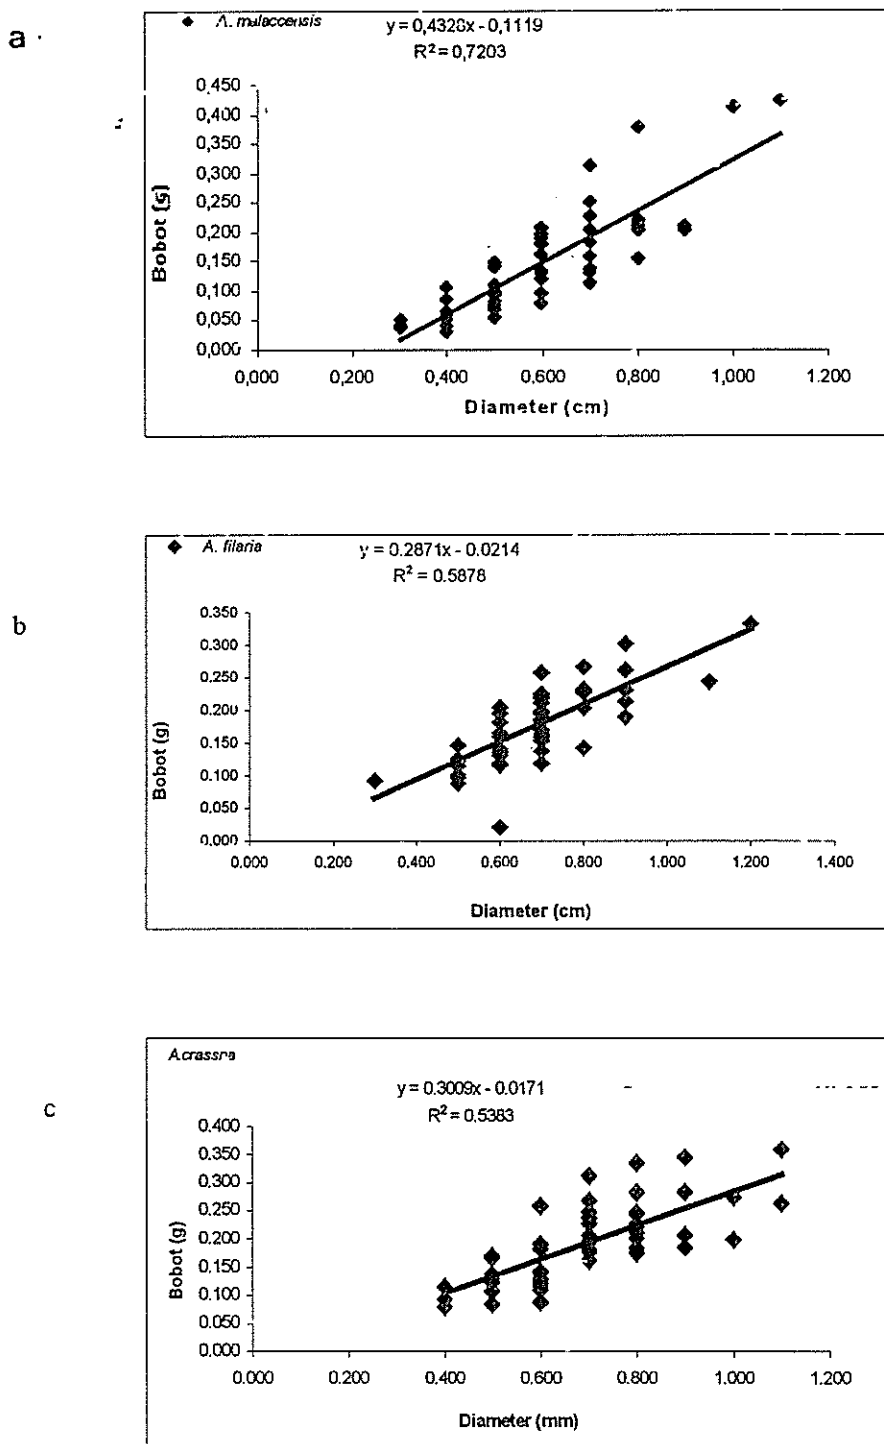 a
A. malaccensis
y = 0,4328x - 0,1119
R² = 0,7203
0,450
0,400
0,350
0,300
0,250
0,200
0,150
0,100
0,050
0,000
Bobot (g)
0,000 0,200 0,400 0,600 0,800 1,000 1.200
Diameter (cm)
b
A. filaria
y = 0.2871x - 0.0214
R² = 0.5878
0.350
0.300
0.250
0.200
0.150
0.100
0.050
0.000
Bobot (g)
0.000 0.200 0.400 0.600 0.800 1,000 1.200 1.400
Diameter (cm)
c
y = 0.3009x - 0.0171
R² = 0.5383
0.400
0.350
0.300
0.250
0.200
0.150
0.100
0.050
0.000
Bobot (g)
0.000 0.200 0.400 0.600 0.800 1.000 1.200
Diameter (mm)